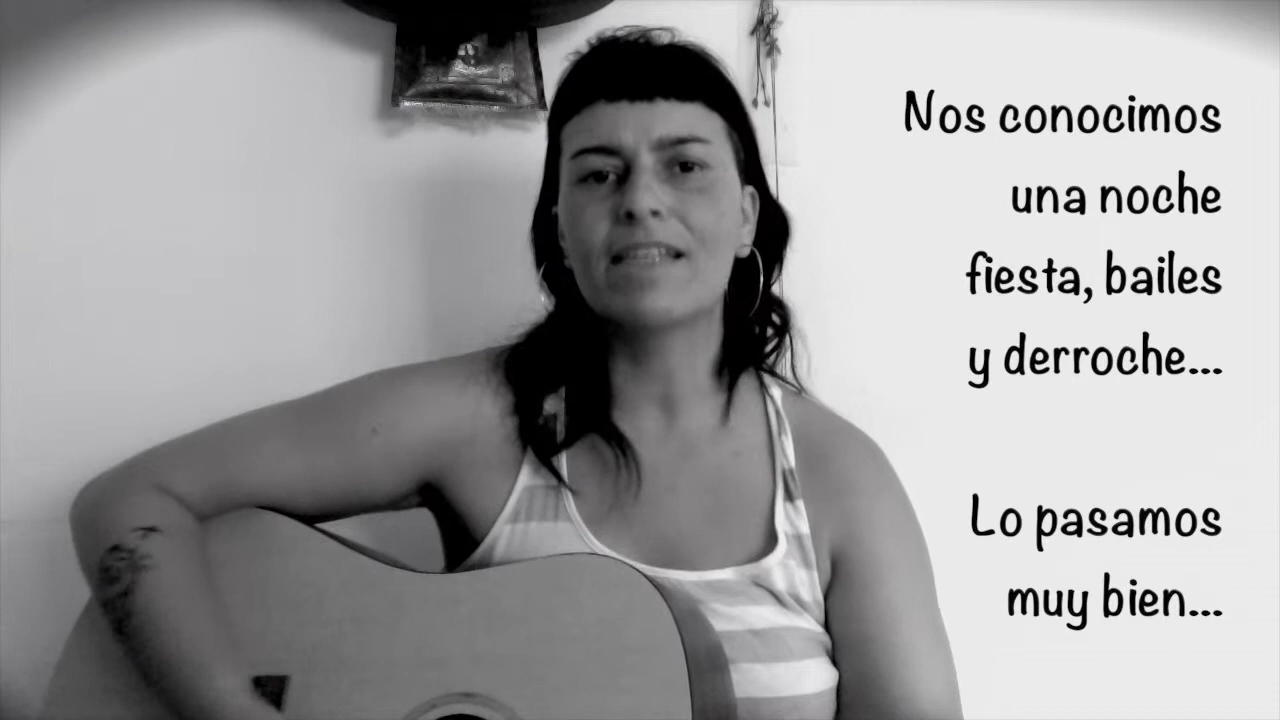 Nos conocimos
una noche
fiesta, bailes
y derroche...
Lo pasamos
muy bien...